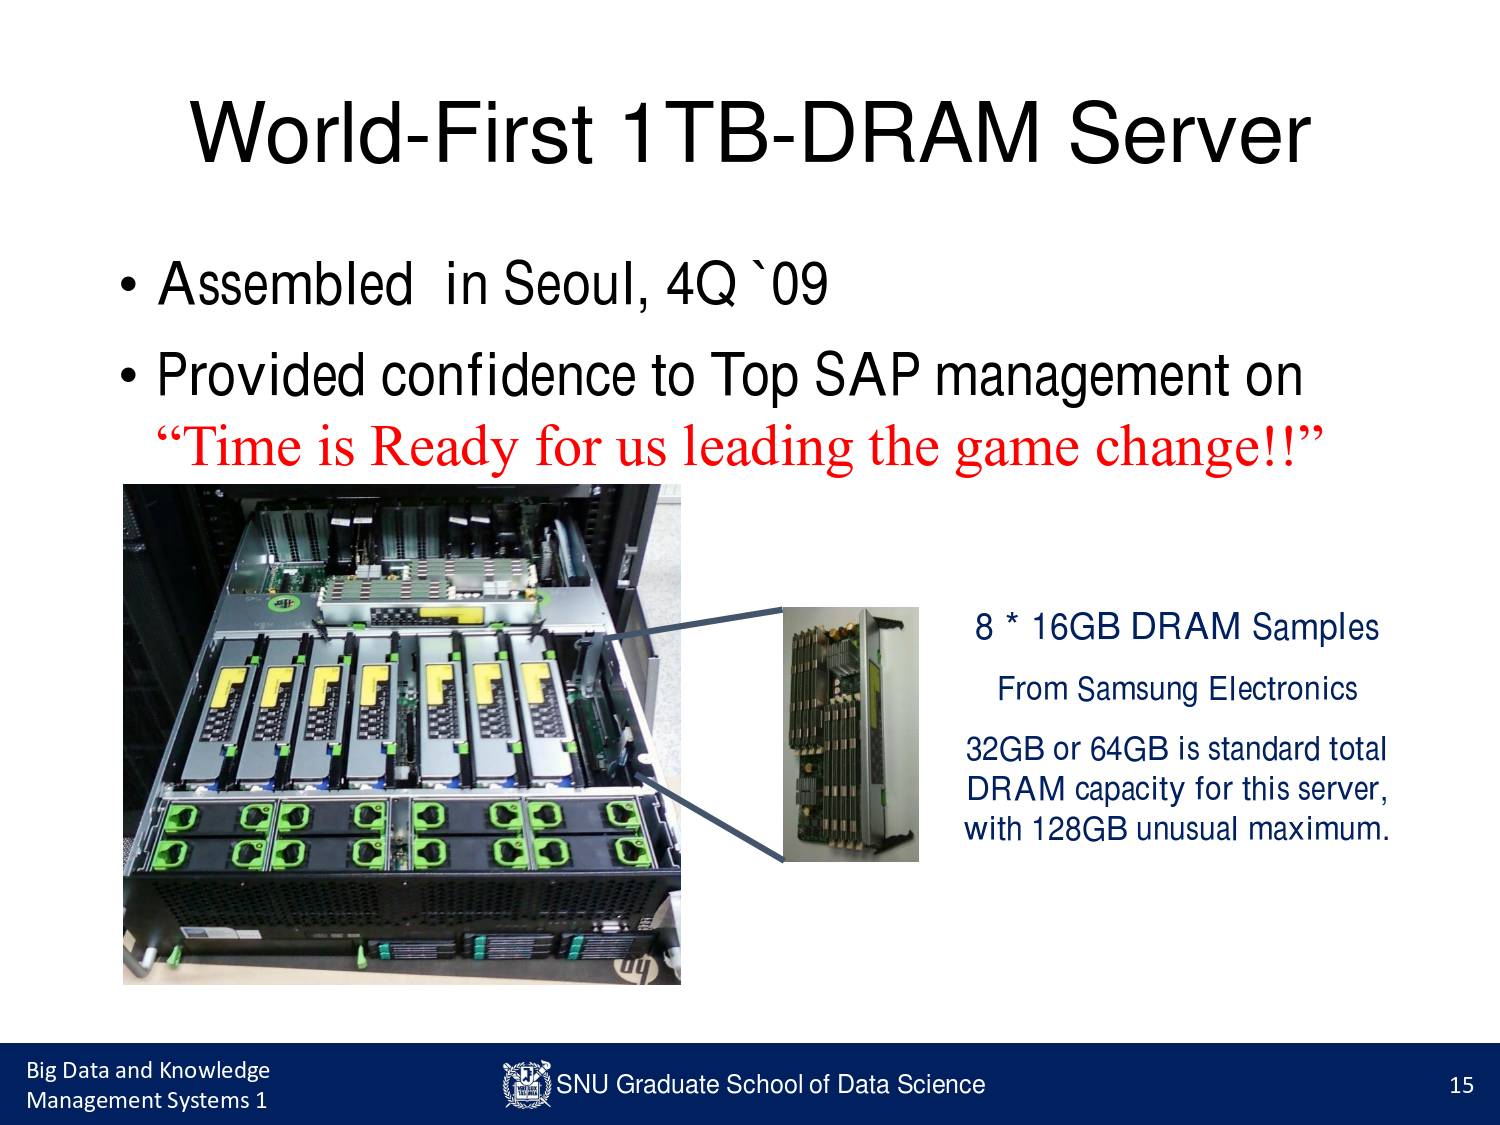 World-First 1TB-DRAM Server
• Assembled in Seoul, 4Q `09
• Provided confidence to Top SAP management on
“Time is Ready for us leading the game change!!”
8 * 16GB DRAM Samples
From Samsung Electronics
32GB or 64GB is standard total
DRAM capacity for this server,
with 128GB unusual maximum.
hp
Big Data and Knowledge
Management Systems 1
SNU Graduate School of Data Science
15